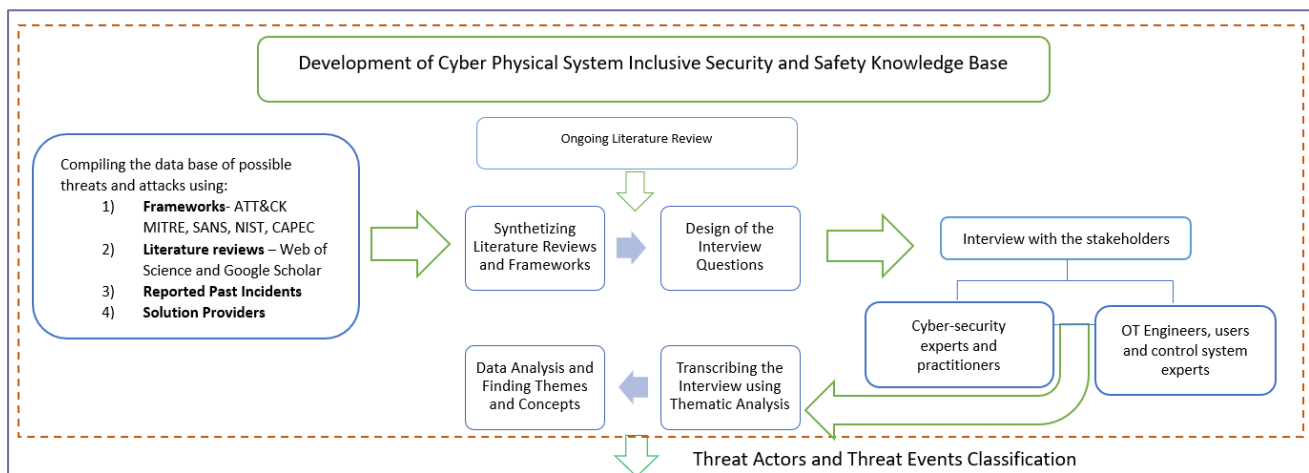 Development of Cyber Physical System Inclusive Security and Safety Knowledge Base
Compiling the data base of possible
threats and attacks using:
1) Frameworks- ATT&CK
MITRE, SANS, NIST, CAPEC
2) Literature reviews – Web of
Science and Google Scholar
3) Reported Past Incidents
4) Solution Providers
Ongoing Literature Review
Synthetizing
Literature Reviews
and Frameworks
Design of the
Interview
Questions
Interview with the stakeholders
Cyber-security
experts and
practitioners
OT Engineers, users
and control system
experts
Transcribing the
Interview using
Thematic Analysis
Data Analysis and
Finding Themes
and Concepts
Threat Actors and Threat Events Classification